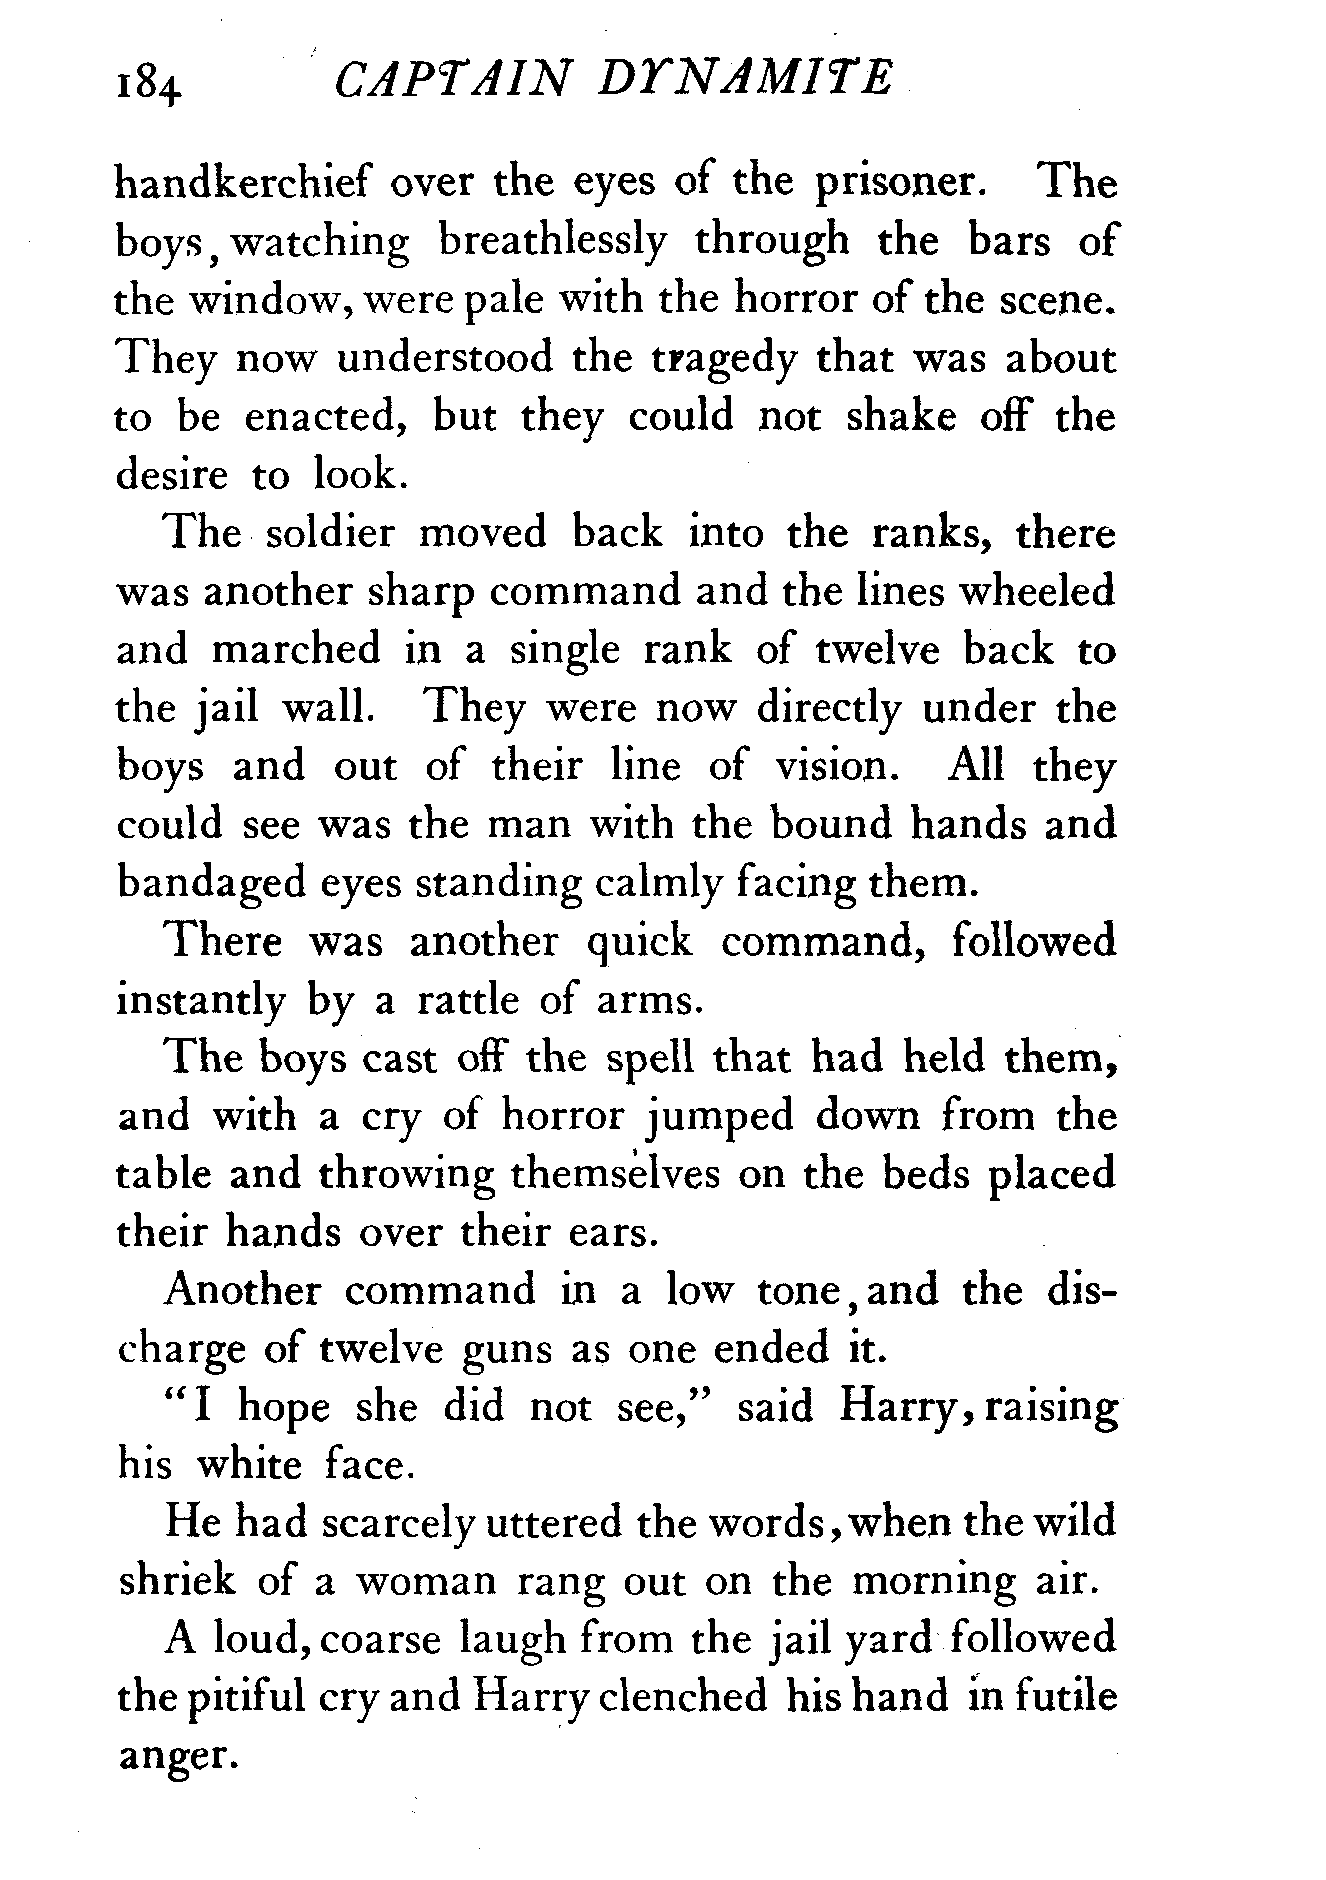 184 CAPTAIN DYNAMITE
handkerchief over the eyes of the prisoner. The
boys, watching breathlessly through the bars of
the window, were pale with the horror of the scene.
They now understood the tragedy that was about
to be enacted, but they could not shake off the
desire to look.
The soldier moved back into the ranks, there
was another sharp command and the lines wheeled
and marched in a single rank of twelve back to
the jail wall. They were now directly under the
boys and out of their line of vision. All they
could see was the man with the bound hands and
bandaged eyes standing calmly facing them.
There was another quick command, followed
instantly by a rattle of arms.
The boys cast off the spell that had held them,
and with a cry of horror jumped down from the
table and throwing themselves on the beds placed
their hands over their ears.
Another command in a low tone, and the dis-
charge of twelve guns as one ended it.
"I hope she did not see," said Harry, raising
his white face.
He had scarcely uttered the words, when the wild
shriek of a woman rang out on the morning air.
A loud, coarse laugh from the jail yard followed
the pitiful cry and Harry clenched his hand in futile
anger.